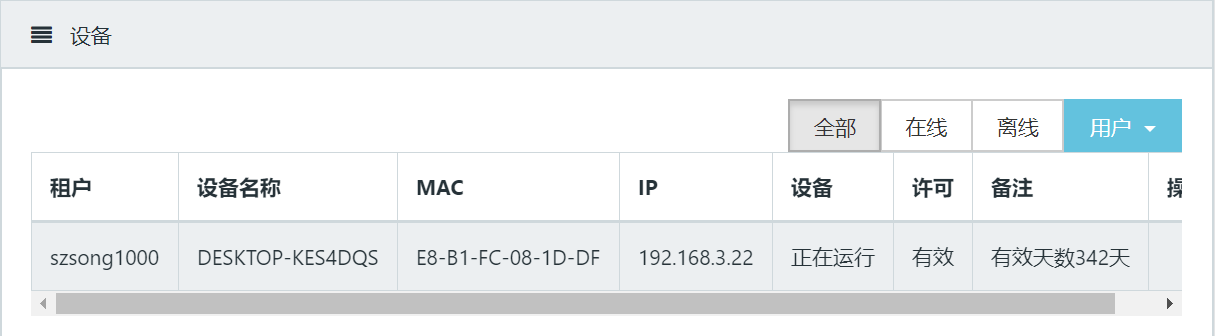 设备
全部 在线 离线 用户
租户 设备名称 MAC IP 设备 许可 备注
szsong1000 DESKTOP-KES4DQS E8-B1-FC-08-1D-DF 192.168.3.22 正在运行 有效 有效天数342天